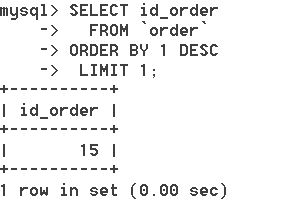 mysql> SELECT id_order
    ->   FROM `order`
    -> ORDER BY 1 DESC
    ->  LIMIT 1;
+----------+
| id_order |
+----------+
|       15 |
+----------+
1 row in set (0.00 sec)